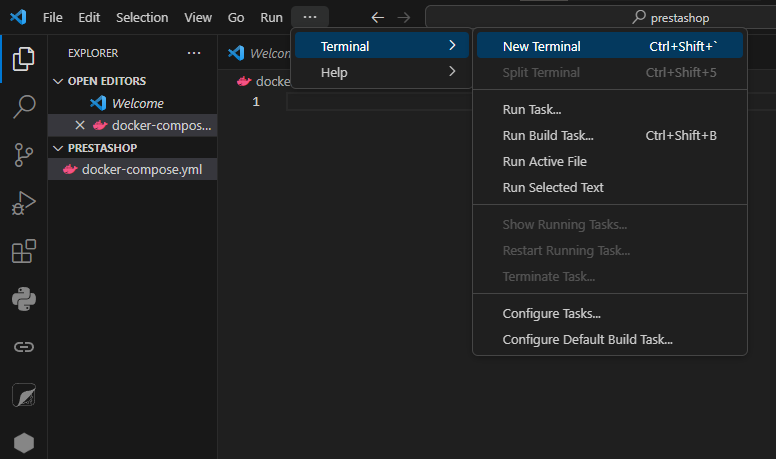 File Edit Selection View Go Run ··· prestashop
EXPLORER ···
OPEN EDITORS
Welcome
docker-compos...
PRESTASHOP
docker-compose.yml
Welcom
docke
1
Terminal
Help
New Terminal Ctrl+Shift+`
Split Terminal Ctrl+Shift+5
Run Task...
Run Build Task... Ctrl+Shift+B
Run Active File
Run Selected Text
Show Running Tasks...
Restart Running Task...
Terminate Task...
Configure Tasks...
Configure Default Build Task...